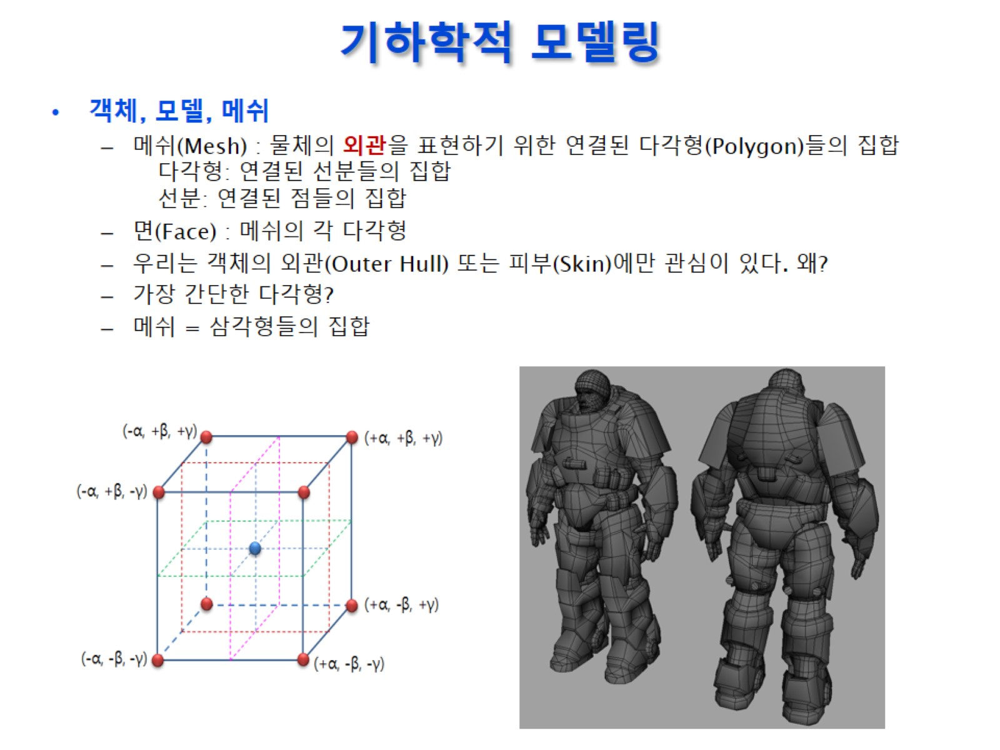 기하학적 모델링
• 객체, 모델, 메쉬
– 메쉬(Mesh) : 물체의 외관을 표현하기 위한 연결된 다각형(Polygon)들의 집합
다각형: 연결된 선분들의 집합
선분: 연결된 점들의 집합
– 면(Face) : 메쉬의 각 다각형
– 우리는 객체의 외관(Outer Hull) 또는 피부(Skin)에만 관심이 있다. 왜?
– 가장 간단한 다각형?
– 메쉬 = 삼각형들의 집합
(-α, +β, +γ)
(+α, +β, +γ)
(-α, +β, -γ)
(+α, -β, +γ)
(-α, -β, -γ)
(+α, -β, -γ)